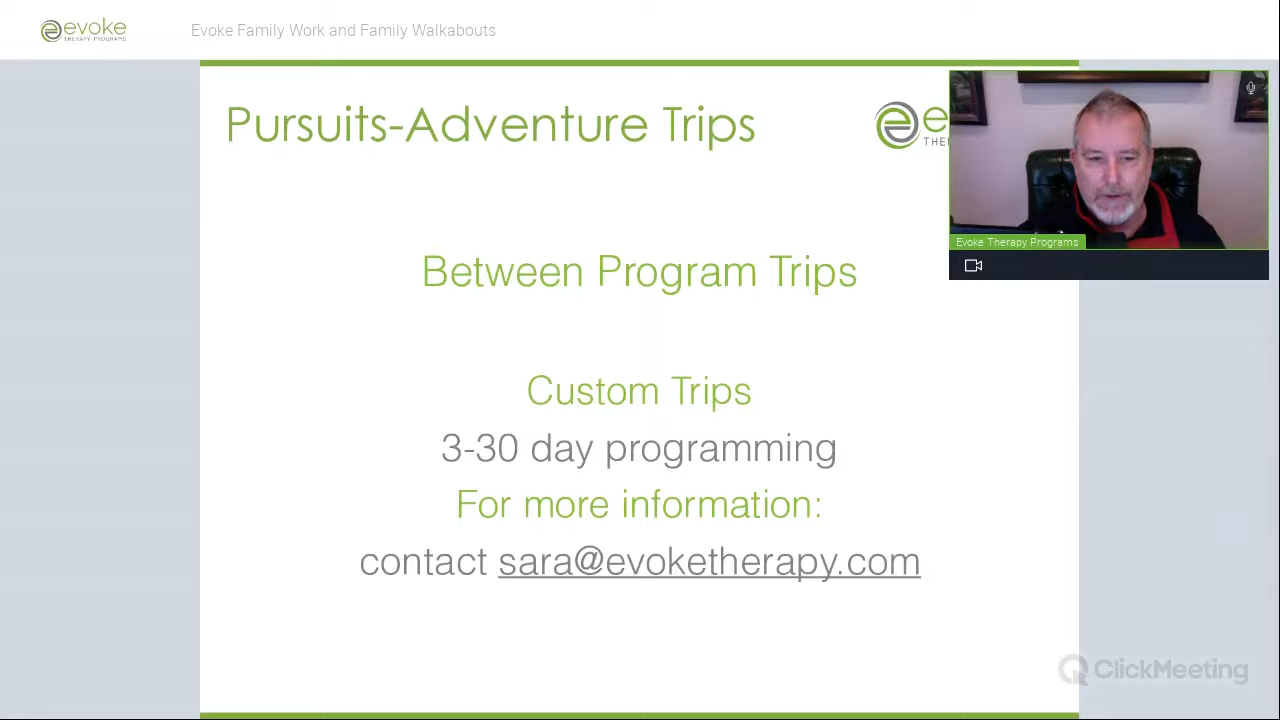 evoke
THERAPY PROGRAMS
Evoke Family Work and Family Walkabouts
Pursuits-Adventure Trips
Evoke Therapy Programs
Between Program Trips
Custom Trips
3-30 day programming
For more information:
contact sara@evoketherapy.com
ClickMeeting